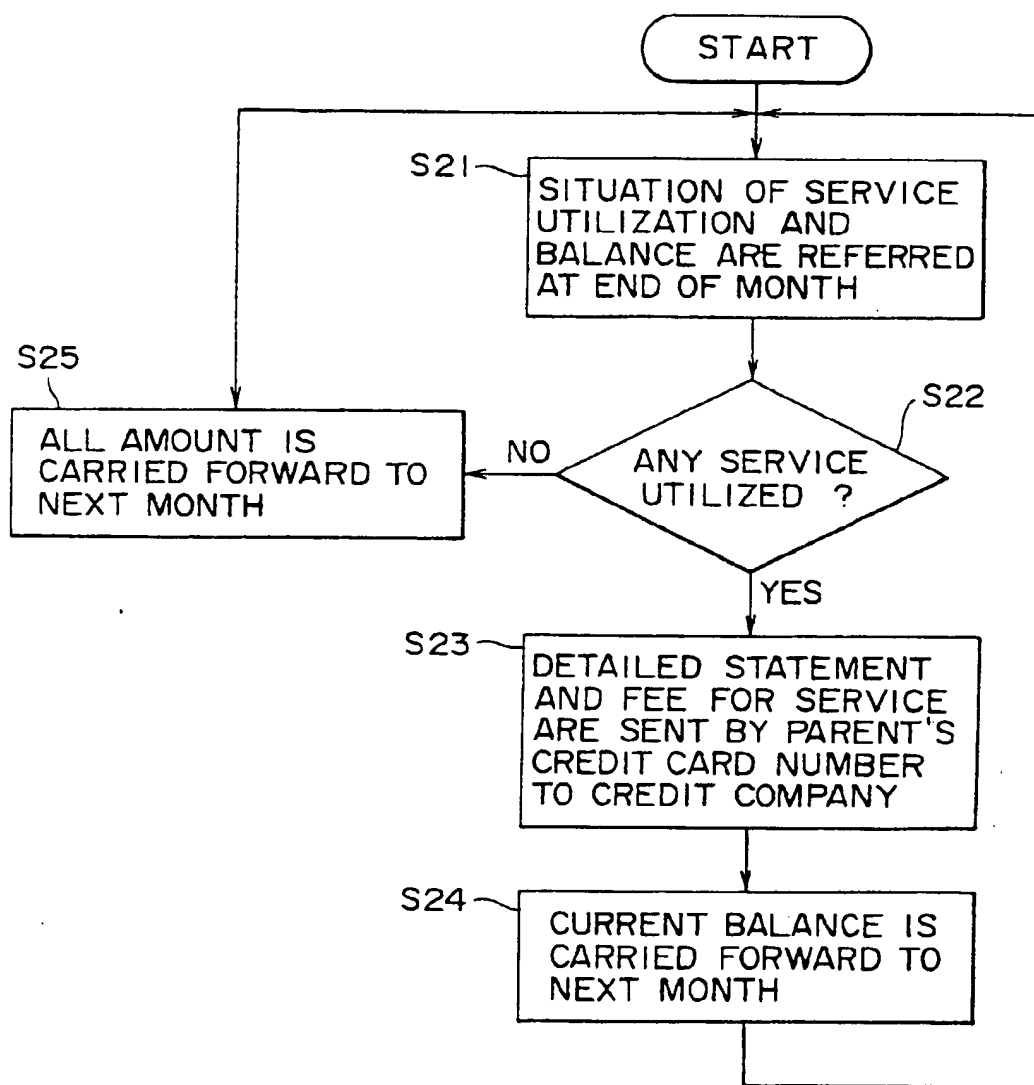 START
S21
SITUATION OF SERVICE
UTILIZATION AND
BALANCE ARE REFERRED
AT END OF MONTH
S25
ALL AMOUNT IS
CARRIED FORWARD TO
NEXT MONTH
NO
S22
ANY SERVICE
UTILIZED ?
YES
S23
DETAILED STATEMENT
AND FEE FOR SERVICE
ARE SENT BY PARENT'S
CREDIT CARD NUMBER
TO CREDIT COMPANY
S24
CURRENT BALANCE IS
CARRIED FORWARD TO
NEXT MONTH